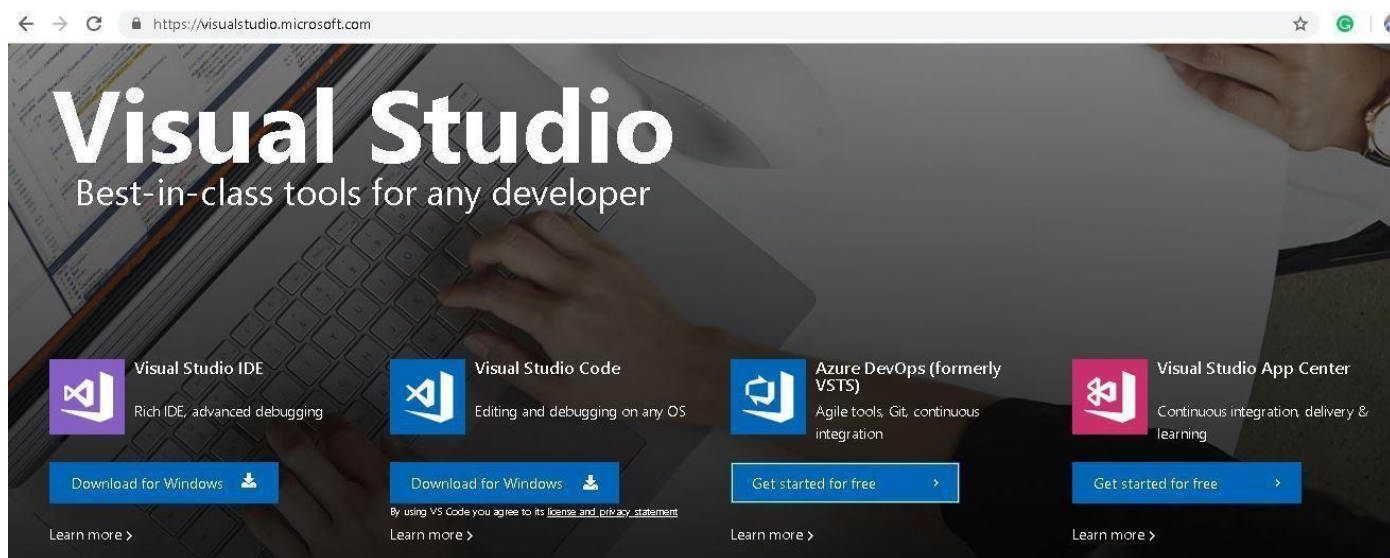 https://visualstudio.microsoft.com
Visual Studio
Best-in-class tools for any developer
Visual Studio IDE
Rich IDE, advanced debugging
Download for Windows
Learn more >
Visual Studio Code
Editing and debugging on any OS
Download for Windows
By using VS Code you agree to its license and privacy statement
Learn more >
Azure DevOps (formerly
VSTS)
Agile tools, Git, continuous
integration
Get started for free >
Learn more >
Visual Studio App Center
Continuous integration, delivery &
learning
Get started for free >
Learn more >